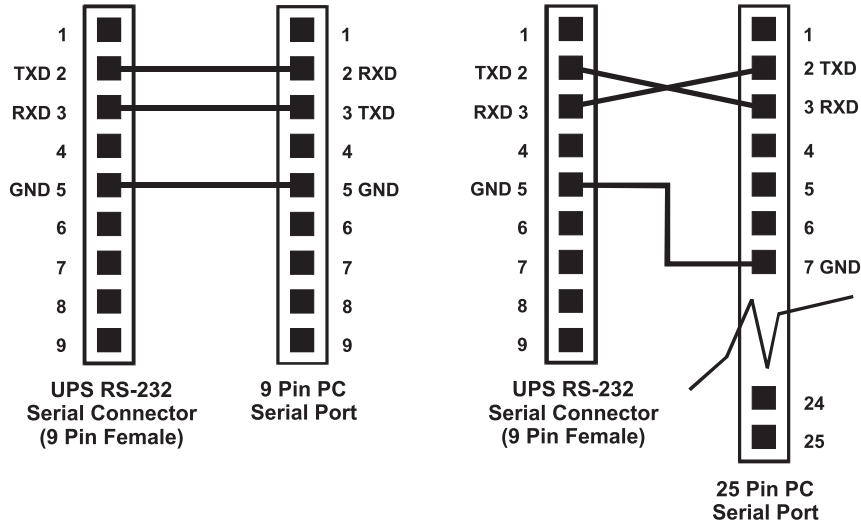 1 1 1 1
TXD 2 2 RXD TXD 2 2 TXD
RXD 3 3 TXD RXD 3 3 RXD
4 4 4 4
GND 5 5 GND GND 5 5
6 6 6 6
7 7 7 7 GND
8 8 8
9 9 9
UPS RS-232
Serial Connector
(9 Pin Female)
9 Pin PC
Serial Port
UPS RS-232
Serial Connector
(9 Pin Female)
24
25
25 Pin PC
Serial Port